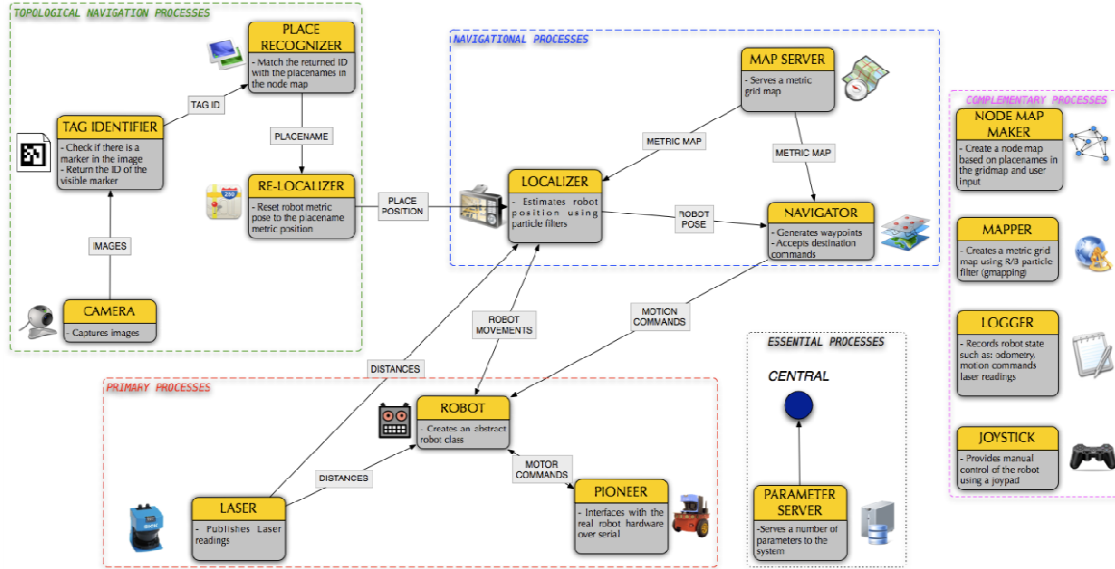 TOPOLOGICAL NAVIGATION PROCESSES
PLACE
RECOGNIZER
- Match the returned ID
with the placenames in
the node map
TAG ID
TAG IDENTIFIER
- Check if there is a
marker in the image
- Return the ID of the
visible marker
PLACENAME
RE-LOCALIZER
- Reset robot metric
pose to the placename
metric position
IMAGES
CAMERA
- Captures images
PLACE
POSITION
NAVIGATIONAL PROCESSES
MAP SERVER
- Serves a metric
grid map
METRIC MAP
METRIC MAP
LOCALIZER
- Estimates robot
position using
particle filters
ROBOT
POSE
NAVIGATOR
- Generates waypoints
- Accepts destination
commands
ROBOT
MOVEMENTS
MOTION
COMMANDS
DISTANCES
PRIMARY PROCESSES
ROBOT
- Creates an abstract
robot class
DISTANCES
MOTOR
COMMANDS
LASER
- Publishes Laser
readings
PIONEER
- Interfaces with the
real robot hardware
over serial
ESSENTIAL PROCESSES
CENTRAL
PARAMETER
SERVER
-Serves a number of
parameters to the
system
COMPLEMENTARY PROCESSES
NODE MAP
MAKER
- Create a node map
based on placenames in
the gridmap and user
input
MAPPER
- Creates a metric grid
map using R/B particle
filter (gmapping)
LOGGER
- Records robot state
such as: odometry,
motion commands
laser readings
JOYSTICK
- Provides manual
control of the robot
using a joypad